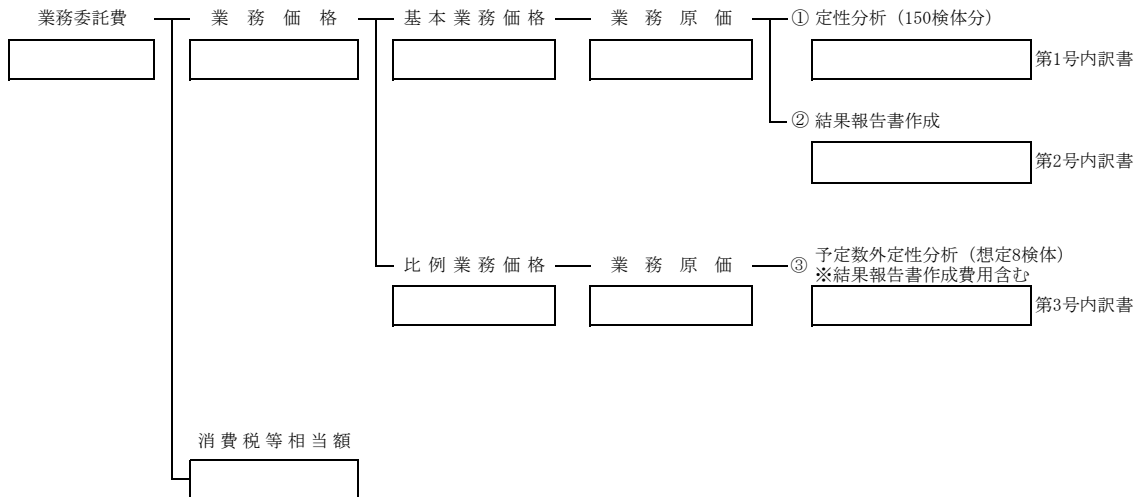 業務委託費 業務価格 基本業務価格 業務原価 ① 定性分析（150検体分）
第1号内訳書
② 結果報告書作成
第2号内訳書
比例業務価格 業務原価 ③ 予定数外定性分析（想定8検体）
※結果報告書作成費用含む
第3号内訳書
消費税等相当額